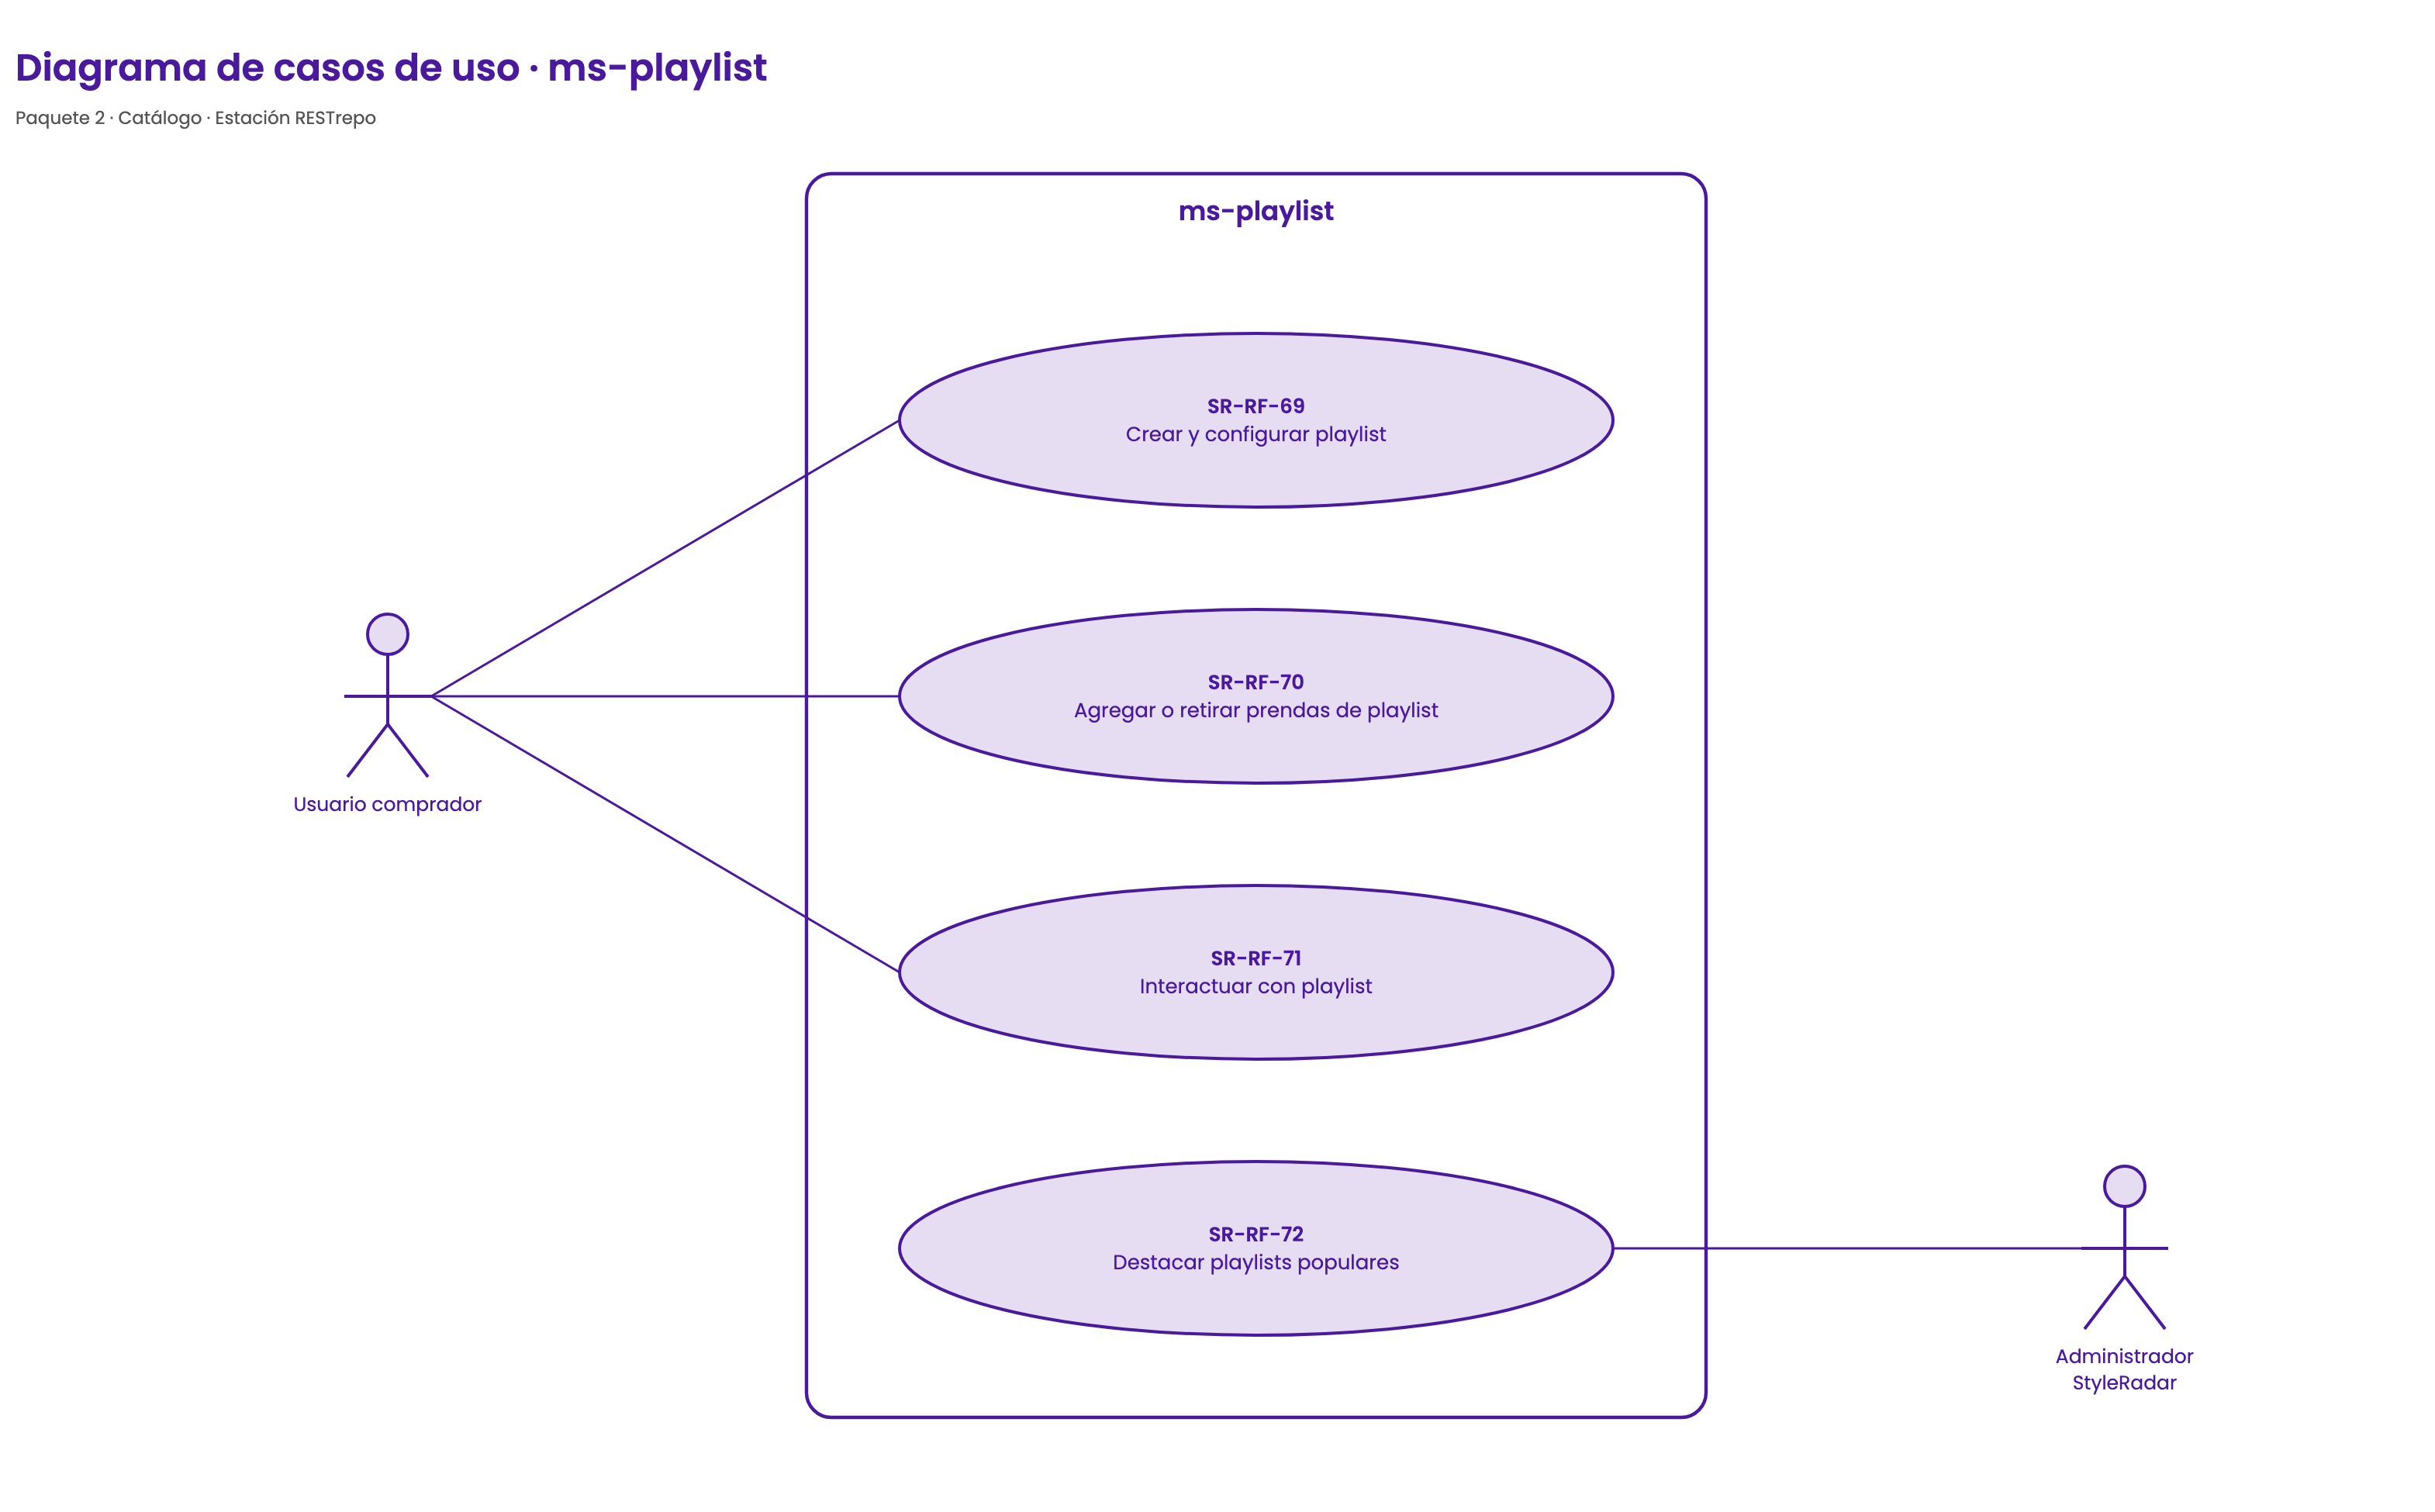 Diagrama de casos de uso · ms-playlist
Paquete 2 · Catálogo · Estación RESTrepo
ms-playlist
SR-RF-69
Crear y configurar playlist
SR-RF-70
Agregar o retirar prendas de playlist
Usuario comprador
SR-RF-71
Interactuar con playlist
SR-RF-72
Destacar playlists populares
Administrador
StyleRadar